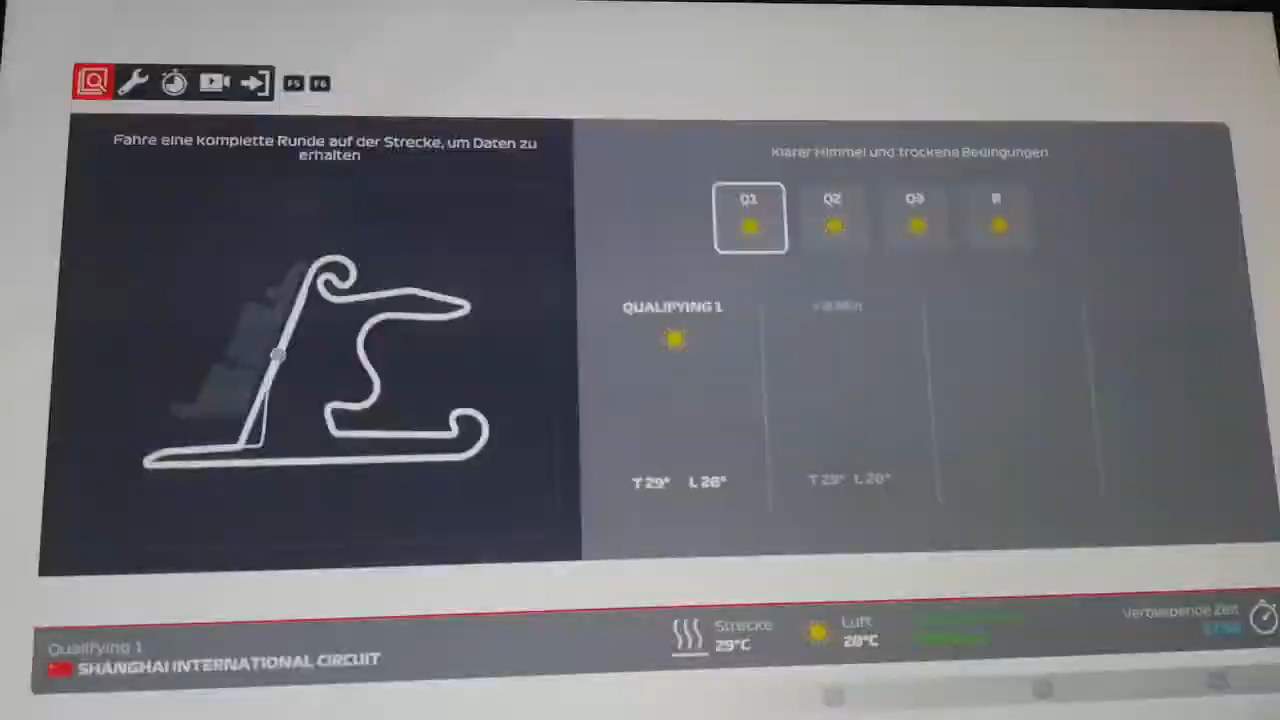 F5 F6
Fahre eine komplette Runde auf der Strecke, um Daten zu
erhalten
Klarer Himmel und trockene Bedingungen
Q1 Q2 Q3 R
QUALIFYING 1
T 29° L 28°
T 29° L 28°
Qualifying 1
SHANGHAI INTERNATIONAL CIRCUIT
Strecke
29°C
Luft
28°C
Verbleibende Zeit